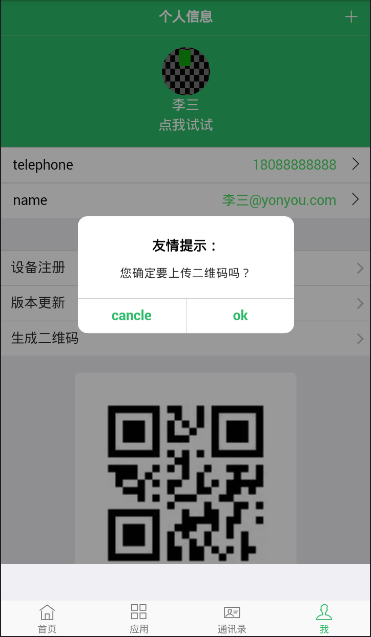 个人信息
李三
点我试试
telephone 18088888888
name 李三@yonyou.com
友情提示：
您确定要上传二维码吗？
cancle ok
设备注册
版本更新
生成二维码
首页 应用 通讯录 我